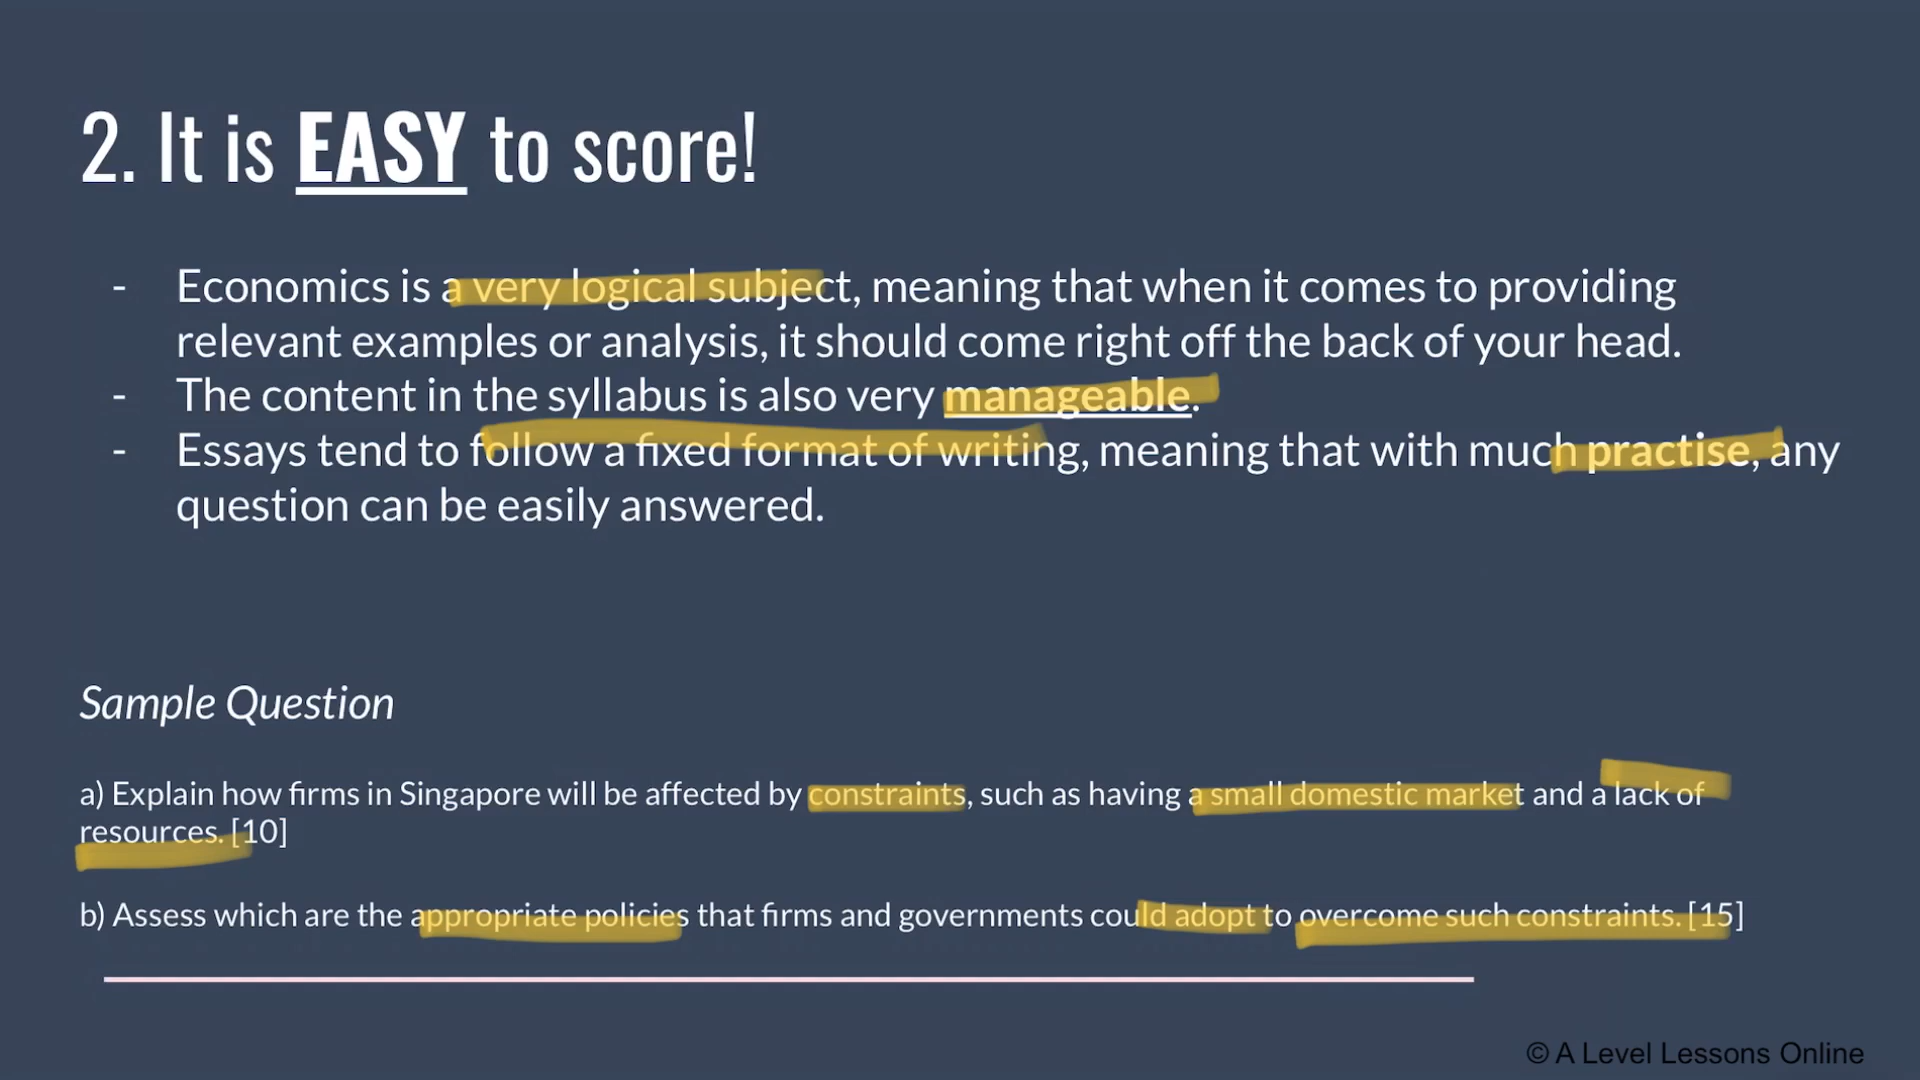 2. It is EASY to score!
- Economics is a very logical subject, meaning that when it comes to providing
relevant examples or analysis, it should come right off the back of your head.
- The content in the syllabus is also very manageable.
- Essays tend to follow a fixed format of writing, meaning that with much practise, any
question can be easily answered.
Sample Question
a) Explain how firms in Singapore will be affected by constraints, such as having a small domestic market and a lack of
resources. [10]
b) Assess which are the appropriate policies that firms and governments could adopt to overcome such constraints. [15]
© A Level Lessons Online